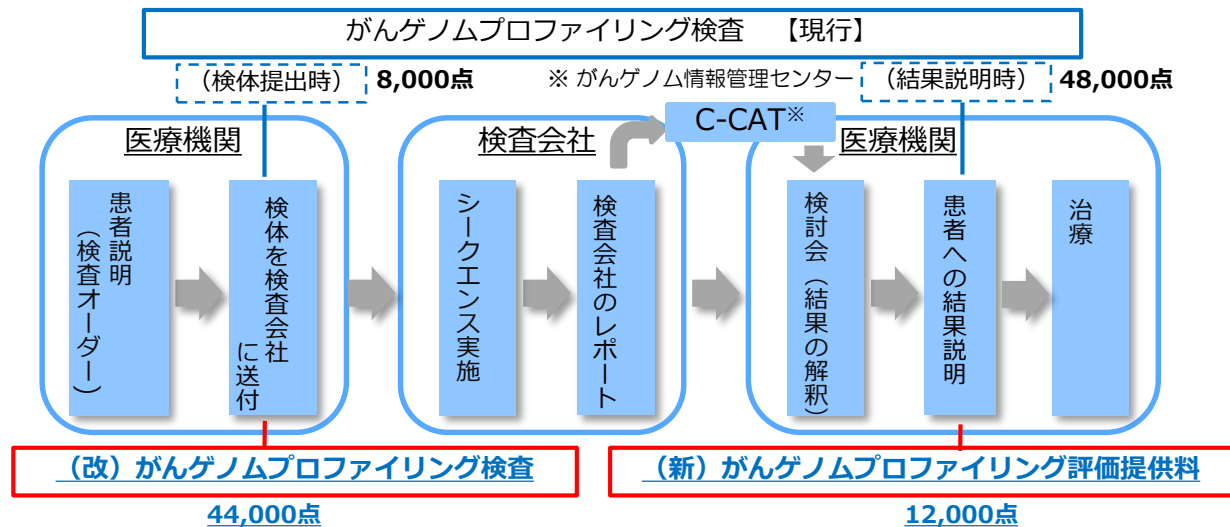 がんゲノムプロファイリング検査　【現行】
（検体提出時） 8,000点
※ がんゲノム情報管理センター
（結果説明時） 48,000点
医療機関
検査会社
C-CAT※
医療機関
患者説明
（検査オーダー）
検体を検査会社
に送付
シークエンス実施
検査会社のレポート
検討会（結果の解釈）
患者への結果説明
治療
（改）がんゲノムプロファイリング検査
44,000点
（新）がんゲノムプロファイリング評価提供料
12,000点